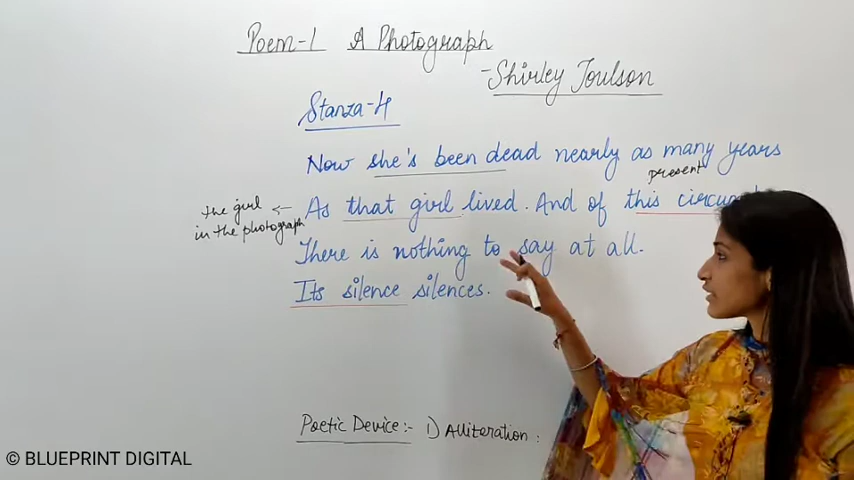 Poem-1 A Photograph
-Shirley Toulson
Stanza-4
Now she's been dead nearly as many years
present
the girl
in the photograph
As that girl lived. And of this
There is nothing to say at all.
Its silence silences.
Poetic Device:- 1) Alliteration:
© BLUEPRINT DIGITAL